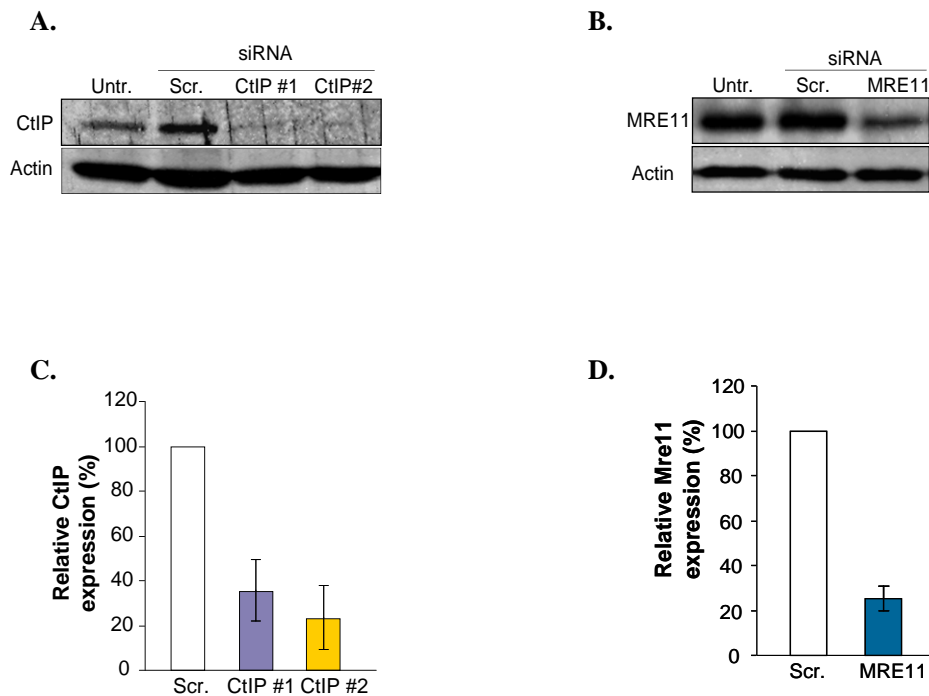 A.
siRNA
Untr. Scr. CtIP #1 CtIP#2
CtIP
Actin
B.
siRNA
Untr. Scr. MRE11
MRE11
Actin
C.
Relative CtIP
expression (%)
120
100
80
60
40
20
0
Scr. CtIP #1 CtIP #2
D.
Relative Mre11
expression (%)
120
100
80
60
40
20
0
Scr. MRE11